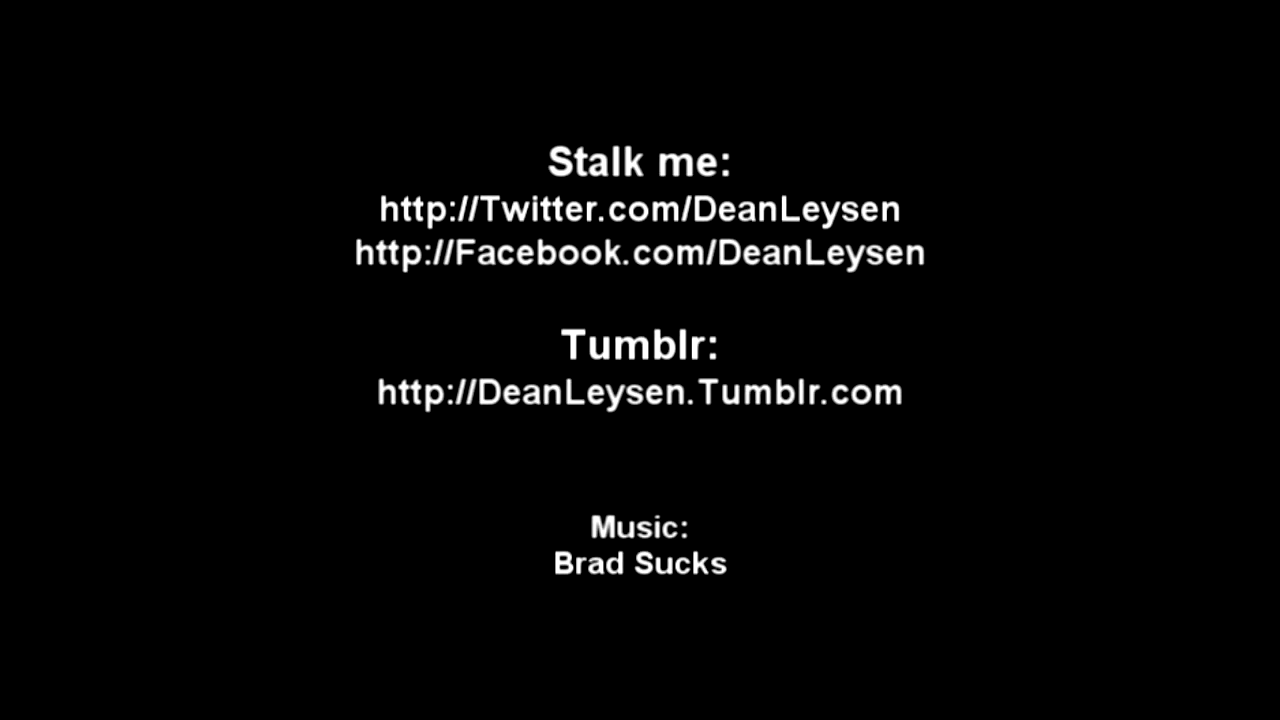 Stalk me:
http://Twitter.com/DeanLeysen
http://Facebook.com/DeanLeysen
Tumblr:
http://DeanLeysen.Tumblr.com
Music:
Brad Sucks